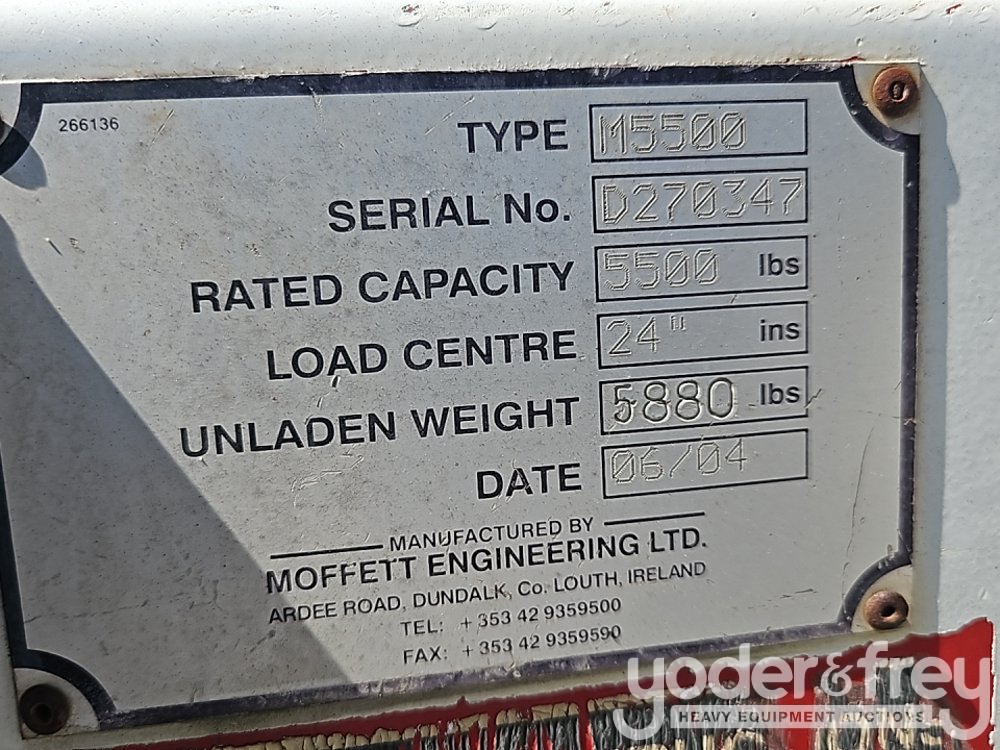 266136
TYPE M5500
SERIAL No. D270347
RATED CAPACITY 5500 lbs
LOAD CENTRE 24" ins
UNLADEN WEIGHT 5880 lbs
DATE 06/04
MANUFACTURED BY
MOFFETT ENGINEERING LTD.
ARDEE ROAD, DUNDALK, Co. LOUTH, IRELAND
TEL: + 353 42 9359500
FAX: + 353 42 9359590
yoder&frey
HEAVY EQUIPMENT AUCTIONS